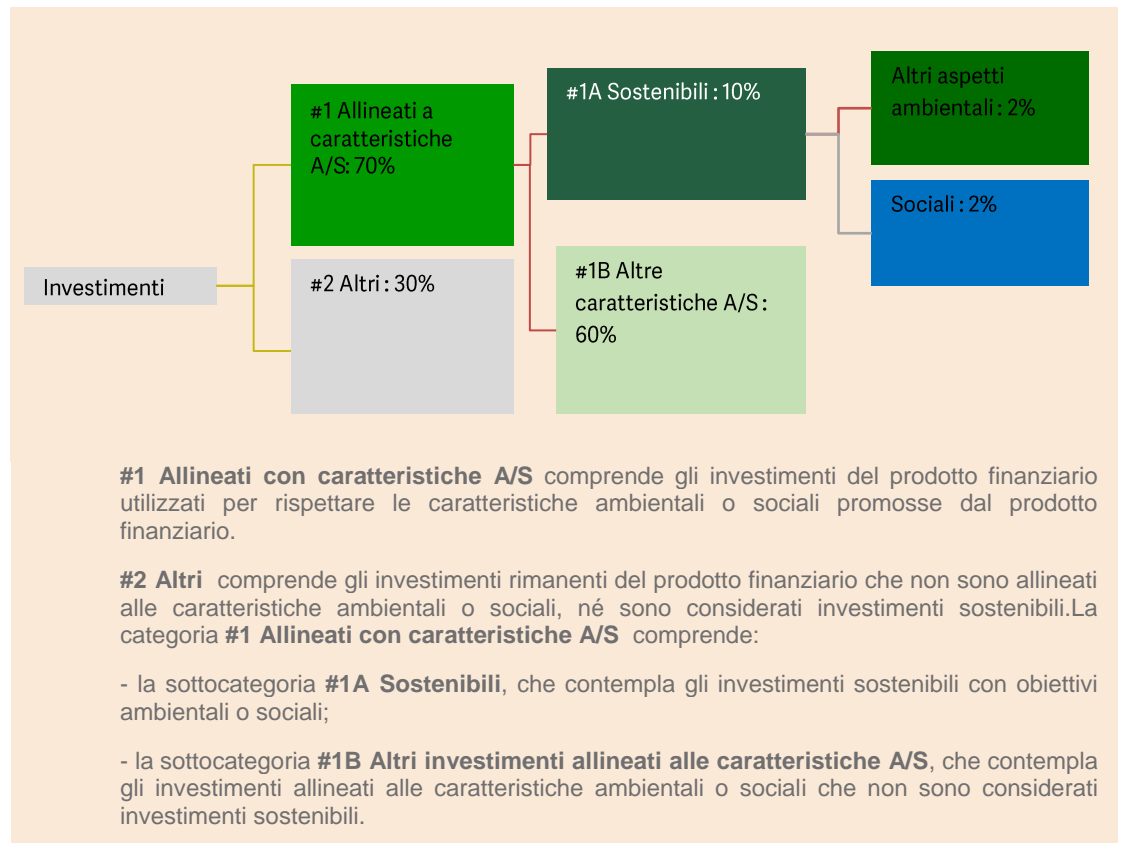 Investimenti
#1 Allineati a
caratteristiche
A/S: 70%
#2 Altri : 30%
#1A Sostenibili : 10%
#1B Altre
caratteristiche A/S :
60%
Altri aspetti
ambientali : 2%
Sociali : 2%
#1 Allineati con caratteristiche A/S comprende gli investimenti del prodotto finanziario
utilizzati per rispettare le caratteristiche ambientali o sociali promosse dal prodotto
finanziario.
#2 Altri comprende gli investimenti rimanenti del prodotto finanziario che non sono allineati
alle caratteristiche ambientali o sociali, né sono considerati investimenti sostenibili.La
categoria #1 Allineati con caratteristiche A/S comprende:
- la sottocategoria #1A Sostenibili, che contempla gli investimenti sostenibili con obiettivi
ambientali o sociali;
- la sottocategoria #1B Altri investimenti allineati alle caratteristiche A/S, che contempla
gli investimenti allineati alle caratteristiche ambientali o sociali che non sono considerati
investimenti sostenibili.